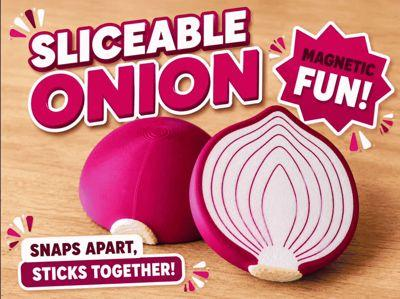 SLICEABLE
ONION
MAGNETIC
FUN!
SNAPS APART,
STICKS TOGETHER!